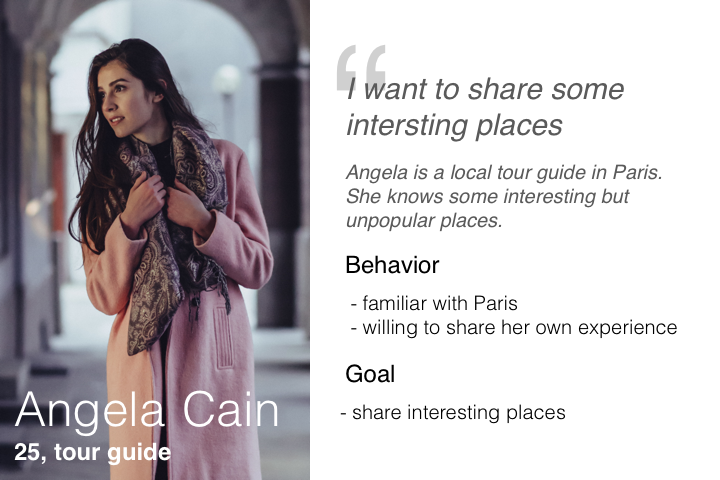 Angela Cain
25, tour guide
“
I want to share some
intersting places
Angela is a local tour guide in Paris.
She knows some interesting but
unpopular places.
Behavior
- familiar with Paris
- willing to share her own experience
Goal
- share interesting places